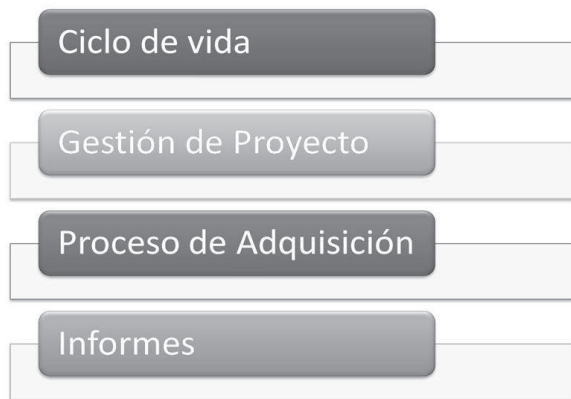 Ciclo de vida
Gestión de Proyecto
Proceso de Adquisición
Informes